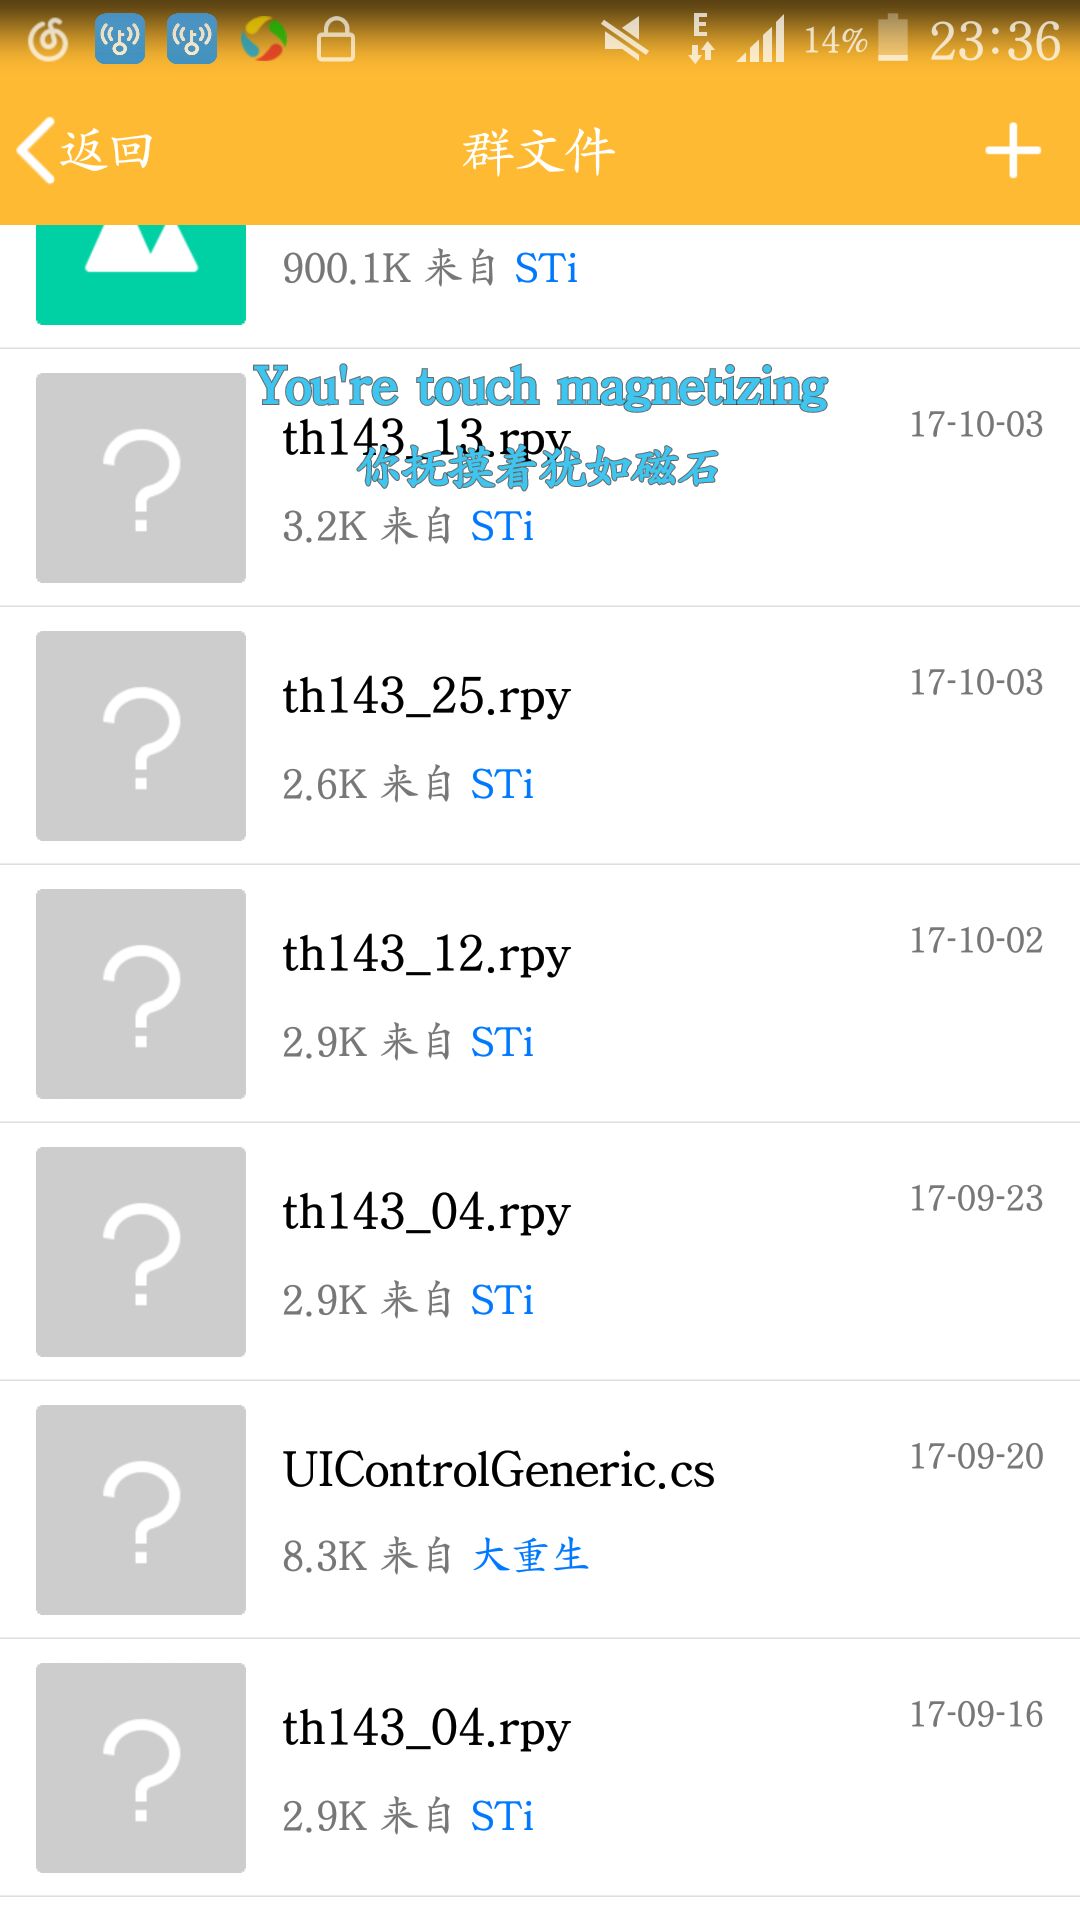 E 14% 23:36
返回 群文件
900.1K 来自 STi
You're touch magnetizing
th143_13.rpy 17-10-03
你抚摸着犹如磁石
3.2K 来自 STi
th143_25.rpy 17-10-03
2.6K 来自 STi
th143_12.rpy 17-10-02
2.9K 来自 STi
th143_04.rpy 17-09-23
2.9K 来自 STi
UIControlGeneric.cs 17-09-20
8.3K 来自 大重生
th143_04.rpy 17-09-16
2.9K 来自 STi